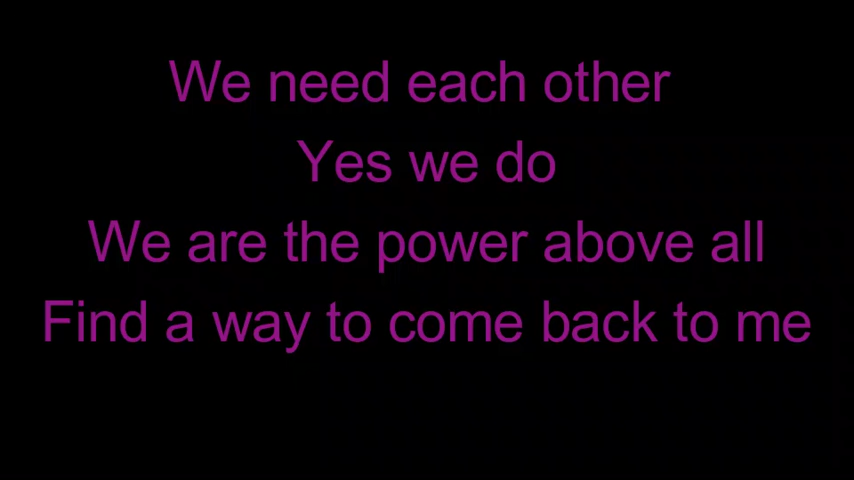 We need each other
Yes we do
We are the power above all
Find a way to come back to me